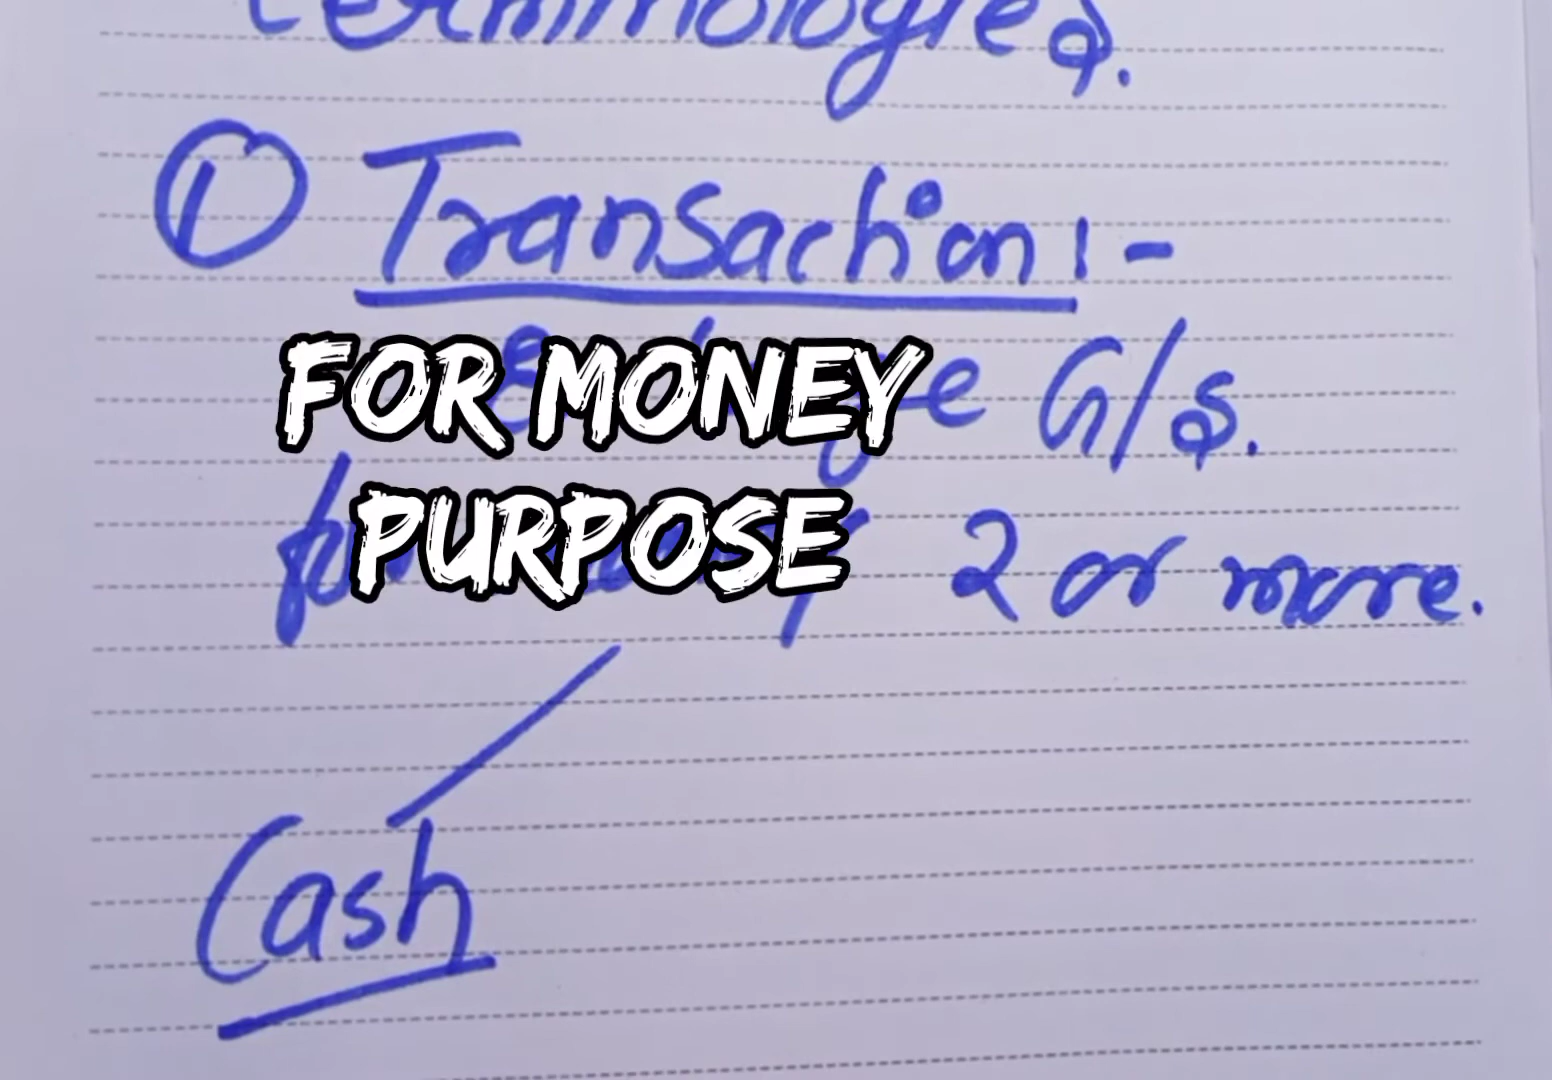 Terminologies.
① Transaction :-
FOR MONEY
G/s.
PURPOSE
2 or more.
Cash